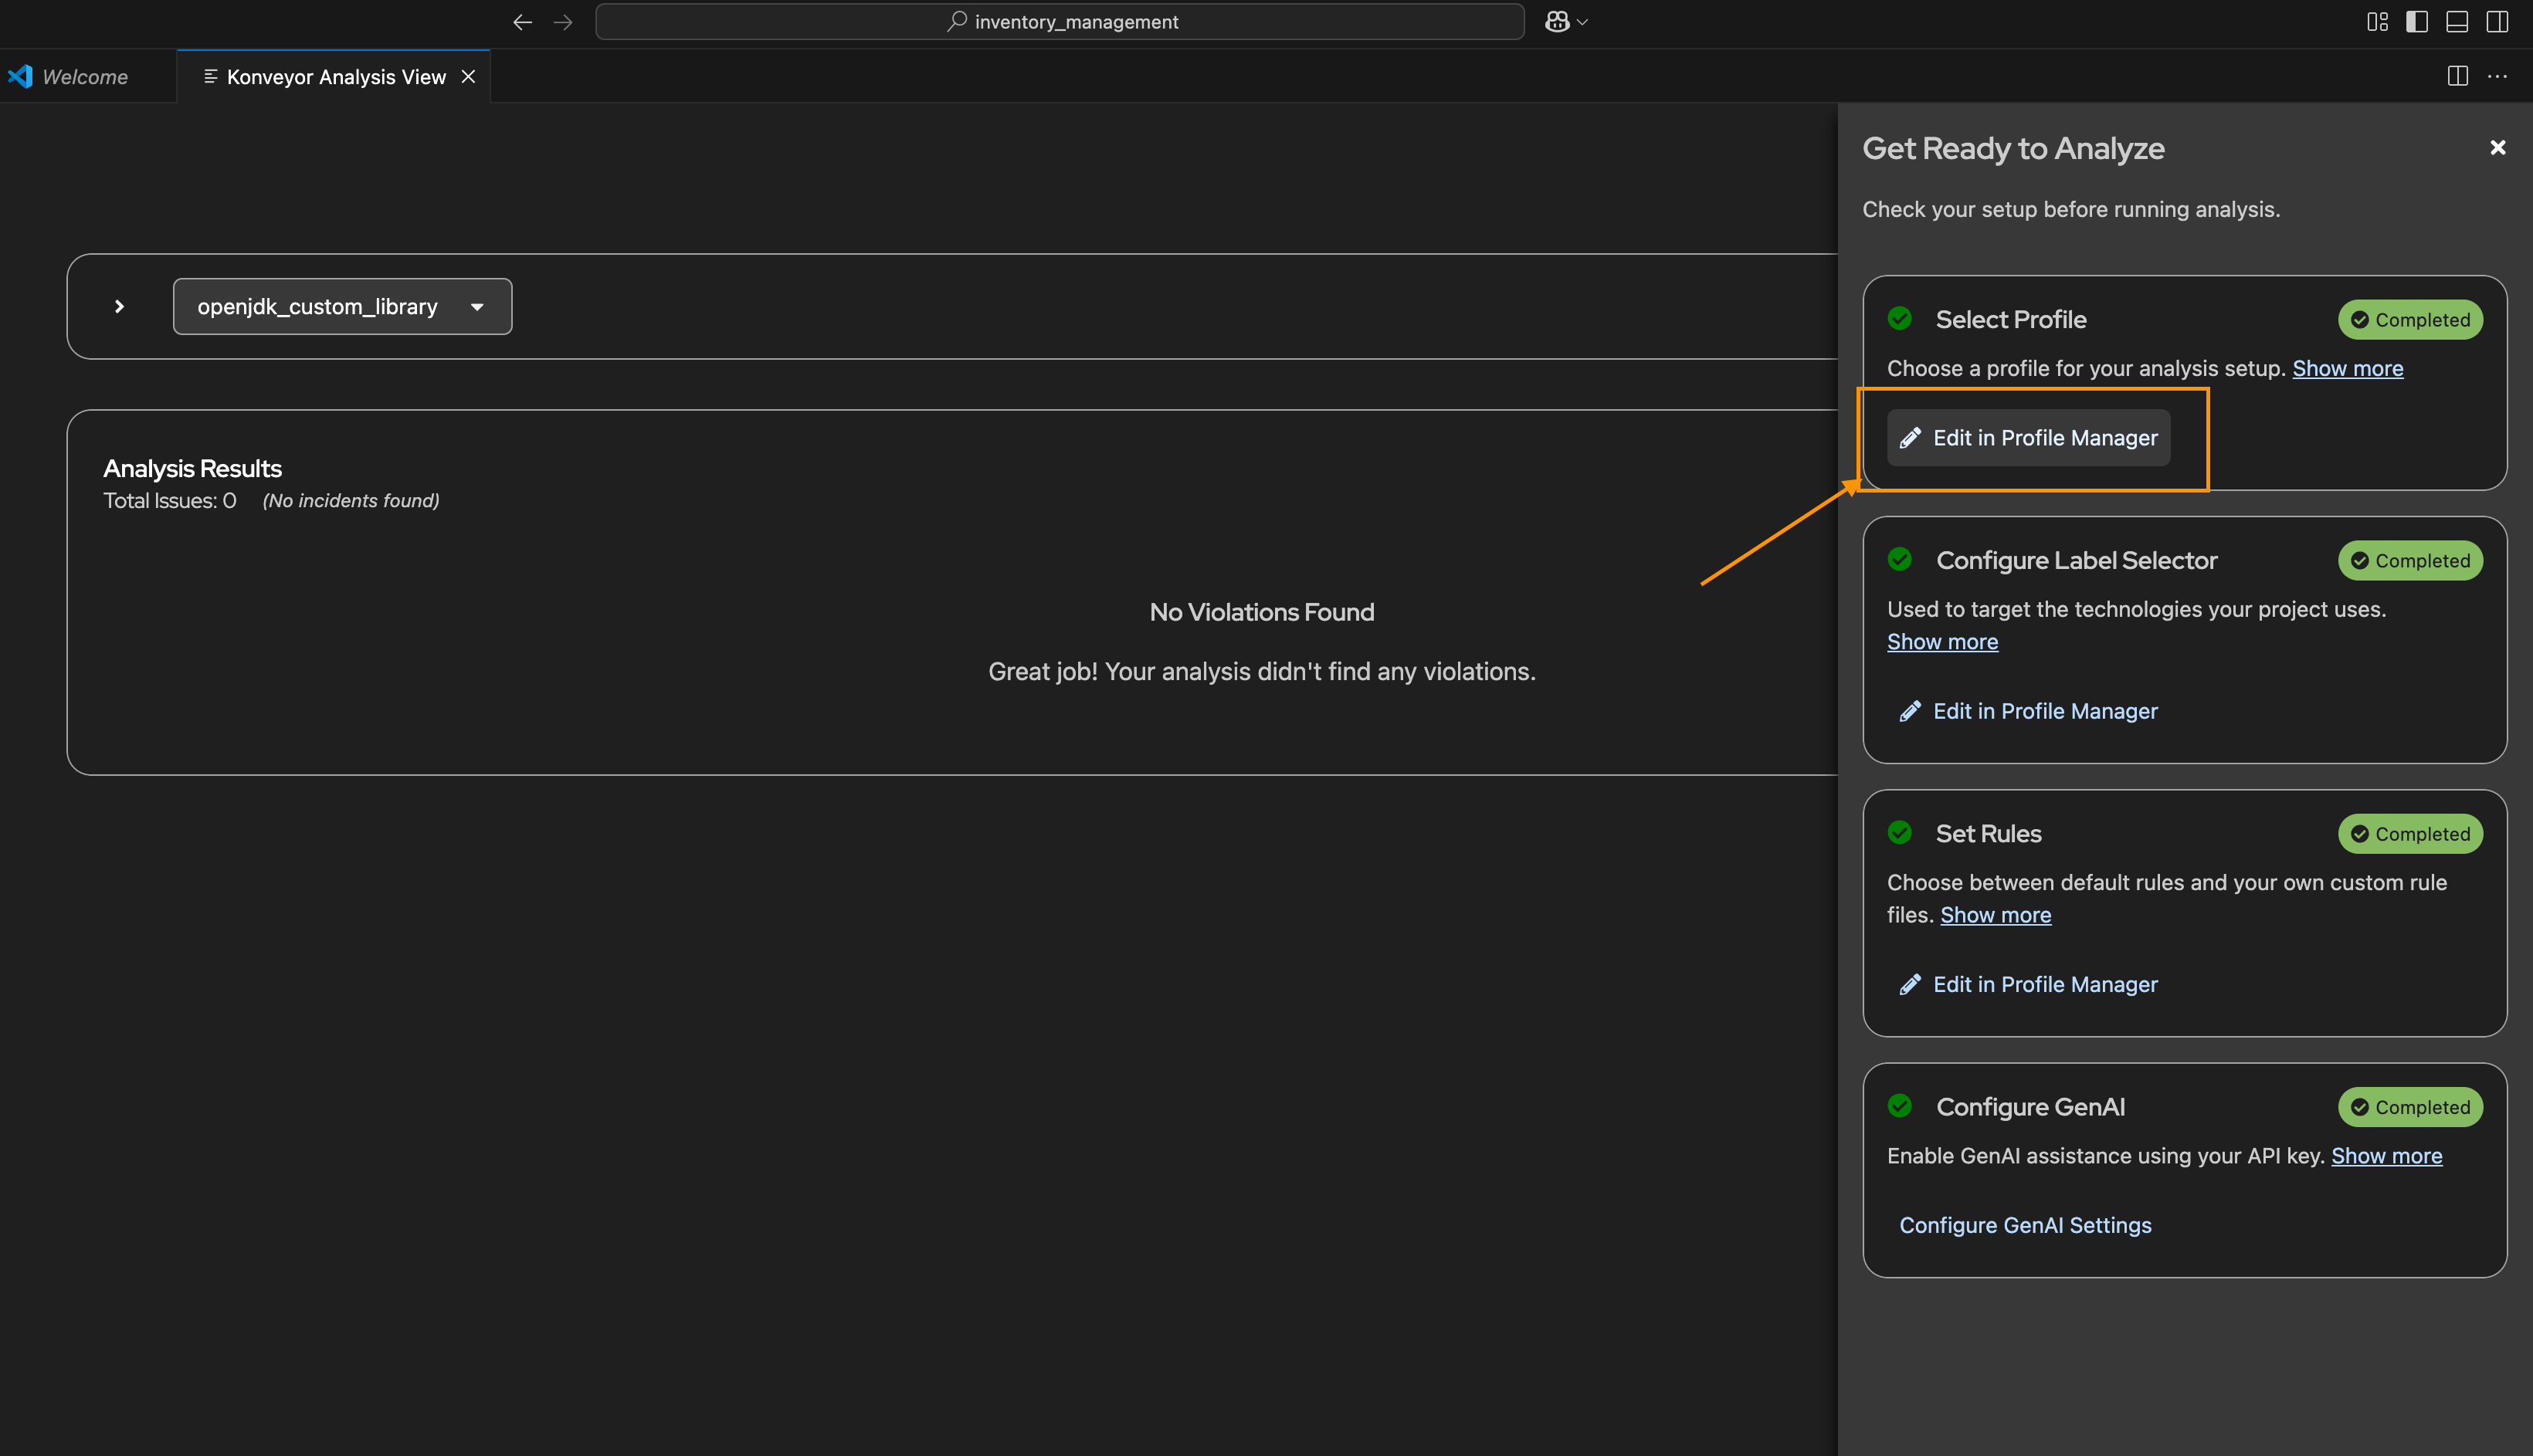 inventory_management
Welcome
Konveyor Analysis View
openjdk_custom_library
Analysis Results
Total Issues: 0 (No incidents found)
No Violations Found
Great job! Your analysis didn't find any violations.
Get Ready to Analyze
Check your setup before running analysis.
Select Profile
Completed
Choose a profile for your analysis setup. Show more
Edit in Profile Manager
Configure Label Selector
Completed
Used to target the technologies your project uses.
Show more
Edit in Profile Manager
Set Rules
Completed
Choose between default rules and your own custom rule
files. Show more
Edit in Profile Manager
Configure GenAI
Completed
Enable GenAI assistance using your API key. Show more
Configure GenAI Settings